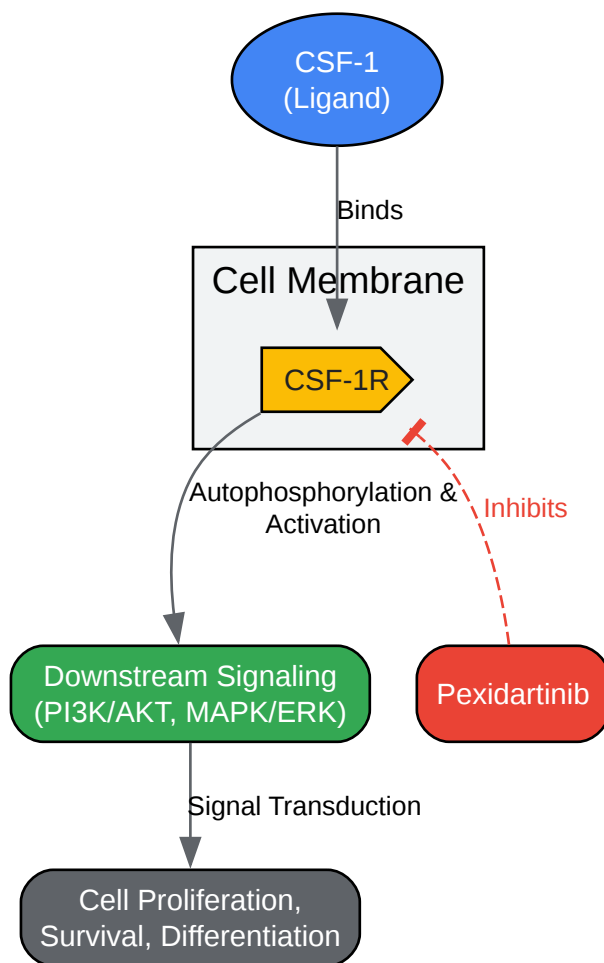 CSF-1
(Ligand)
Binds
Cell Membrane
CSF-1R
Autophosphorylation &
Activation
Inhibits
Downstream Signaling
(PI3K/AKT, MAPK/ERK)
Pexidartinib
Signal Transduction
Cell Proliferation,
Survival, Differentiation